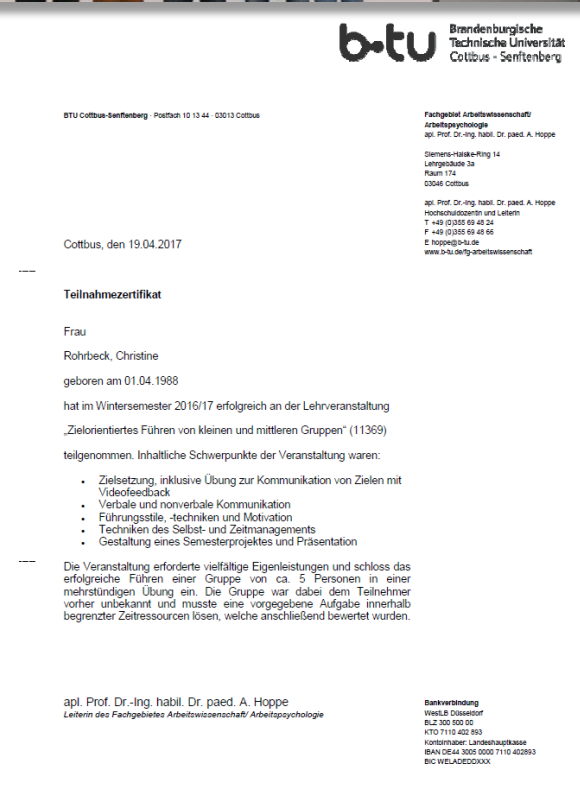 b-tu
Brandenburgische
Technische Universität
Cottbus - Senftenberg
BTU Cottbus-Senftenberg · Postfach 10 13 44 · 03013 Cottbus
Fachgebiet Arbeitswissenschaft/
Arbeitspsychologie
apl. Prof. Dr.-Ing. habil. Dr. paed. A. Hoppe
Siemens-Halske-Ring 14
Lehrgebäude 3a
Raum 174
03046 Cottbus
apl. Prof. Dr.-Ing. habil. Dr. paed. A. Hoppe
Hochschuldozentin und Leiterin
T +49 (0)355 69 48 24
F +49 (0)355 69 48 66
E hoppe@b-tu.de
www.b-tu.de/fg-arbeitswissenschaft
Cottbus, den 19.04.2017
Teilnahmezertifikat
Frau
Rohrbeck, Christine
geboren am 01.04.1988
hat im Wintersemester 2016/17 erfolgreich an der Lehrveranstaltung
„Zielorientiertes Führen von kleinen und mittleren Gruppen“ (11369)
teilgenommen. Inhaltliche Schwerpunkte der Veranstaltung waren:
• Zielsetzung, inklusive Übung zur Kommunikation von Zielen mit
Videofeedback
• Verbale und nonverbale Kommunikation
• Führungsstile, -techniken und Motivation
• Techniken des Selbst- und Zeitmanagements
• Gestaltung eines Semesterprojektes und Präsentation
Die Veranstaltung erforderte vielfältige Eigenleistungen und schloss das
erfolgreiche Führen einer Gruppe von ca. 5 Personen in einer
mehrstündigen Übung ein. Die Gruppe war dabei dem Teilnehmer
vorher unbekannt und musste eine vorgegebene Aufgabe innerhalb
begrenzter Zeitressourcen lösen, welche anschließend bewertet wurden.
apl. Prof. Dr.-Ing. habil. Dr. paed. A. Hoppe
Leiterin des Fachgebietes Arbeitswissenschaft/ Arbeitspsychologie
Bankverbindung
WestLB Düsseldorf
BLZ 300 500 00
KTO 7110 402 893
Kontoinhaber: Landeshauptkasse
IBAN DE44 3005 0000 7110 402893
BIC WELADEDDXXX